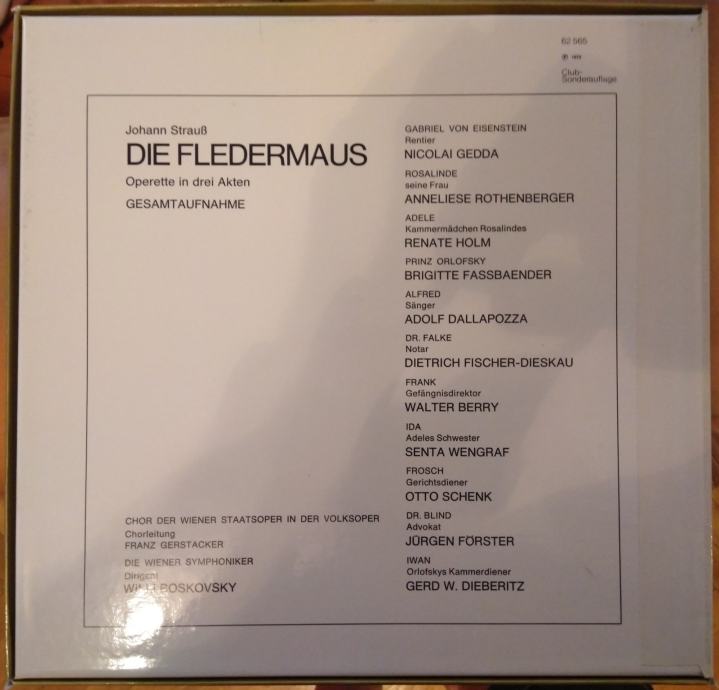 62 565
Club-
Sonderauflage
Johann Strauß
DIE FLEDERMAUS
Operette in drei Akten
GESAMTAUFNAHME
CHOR DER WIENER STAATSOPER IN DER VOLKSOPER
Chorleitung
FRANZ GERSTACKER
DIE WIENER SYMPHONIKER
Dirigent
WILLI BOSKOVSKY
GABRIEL VON EISENSTEIN
Rentier
NICOLAI GEDDA
ROSALINDE
seine Frau
ANNELIESE ROTHENBERGER
ADELE
Kammermädchen Rosalindes
RENATE HOLM
PRINZ ORLOFSKY
BRIGITTE FASSBAENDER
ALFRED
Sänger
ADOLF DALLAPOZZA
DR. FALKE
Notar
DIETRICH FISCHER-DIESKAU
FRANK
Gefängnisdirektor
WALTER BERRY
IDA
Adeles Schwester
SENTA WENGRAF
FROSCH
Gerichtsdiener
OTTO SCHENK
DR. BLIND
Advokat
JÜRGEN FÖRSTER
IWAN
Orlofskys Kammerdiener
GERD W. DIEBERITZ